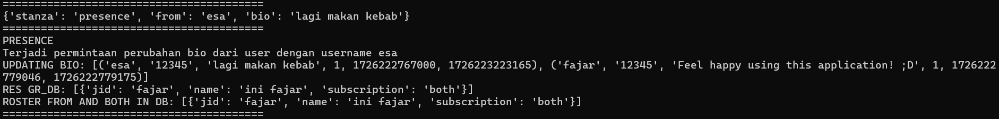 =========================================
{'stanza': 'presence', 'from': 'esa', 'bio': 'lagi makan kebab'}
=========================================
PRESENCE
Terjadi permintaan perubahan bio dari user dengan username esa
UPDATING BIO: [('esa', '12345', 'lagi makan kebab', 1, 1726222767000, 1726223223165), ('fajar', '12345', 'Feel happy using this application! ;D', 1, 1726222
779046, 1726222779175)]
RES GR_DB: [{'jid': 'fajar', 'name': 'ini fajar', 'subscription': 'both'}]
ROSTER FROM AND BOTH IN DB: [{'jid': 'fajar', 'name': 'ini fajar', 'subscription': 'both'}]
=========================================